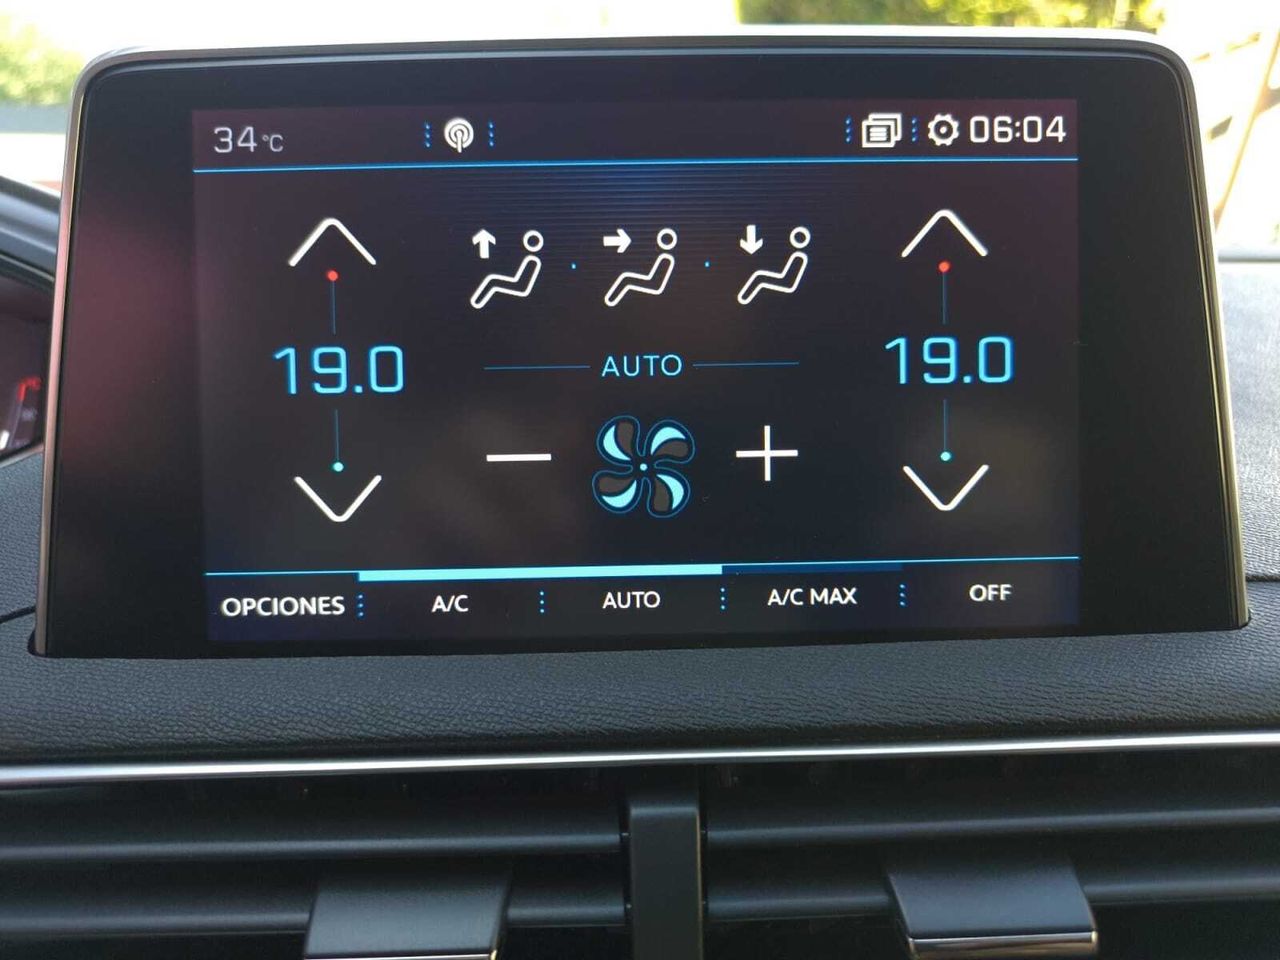 34°C 06:04
19.0 AUTO 19.0
OPCIONES A/C AUTO A/C MAX OFF